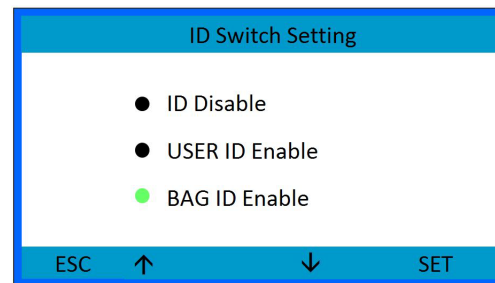 ID Switch Setting
● ID Disable
● USER ID Enable
● BAG ID Enable
ESC ↑ ↓ SET